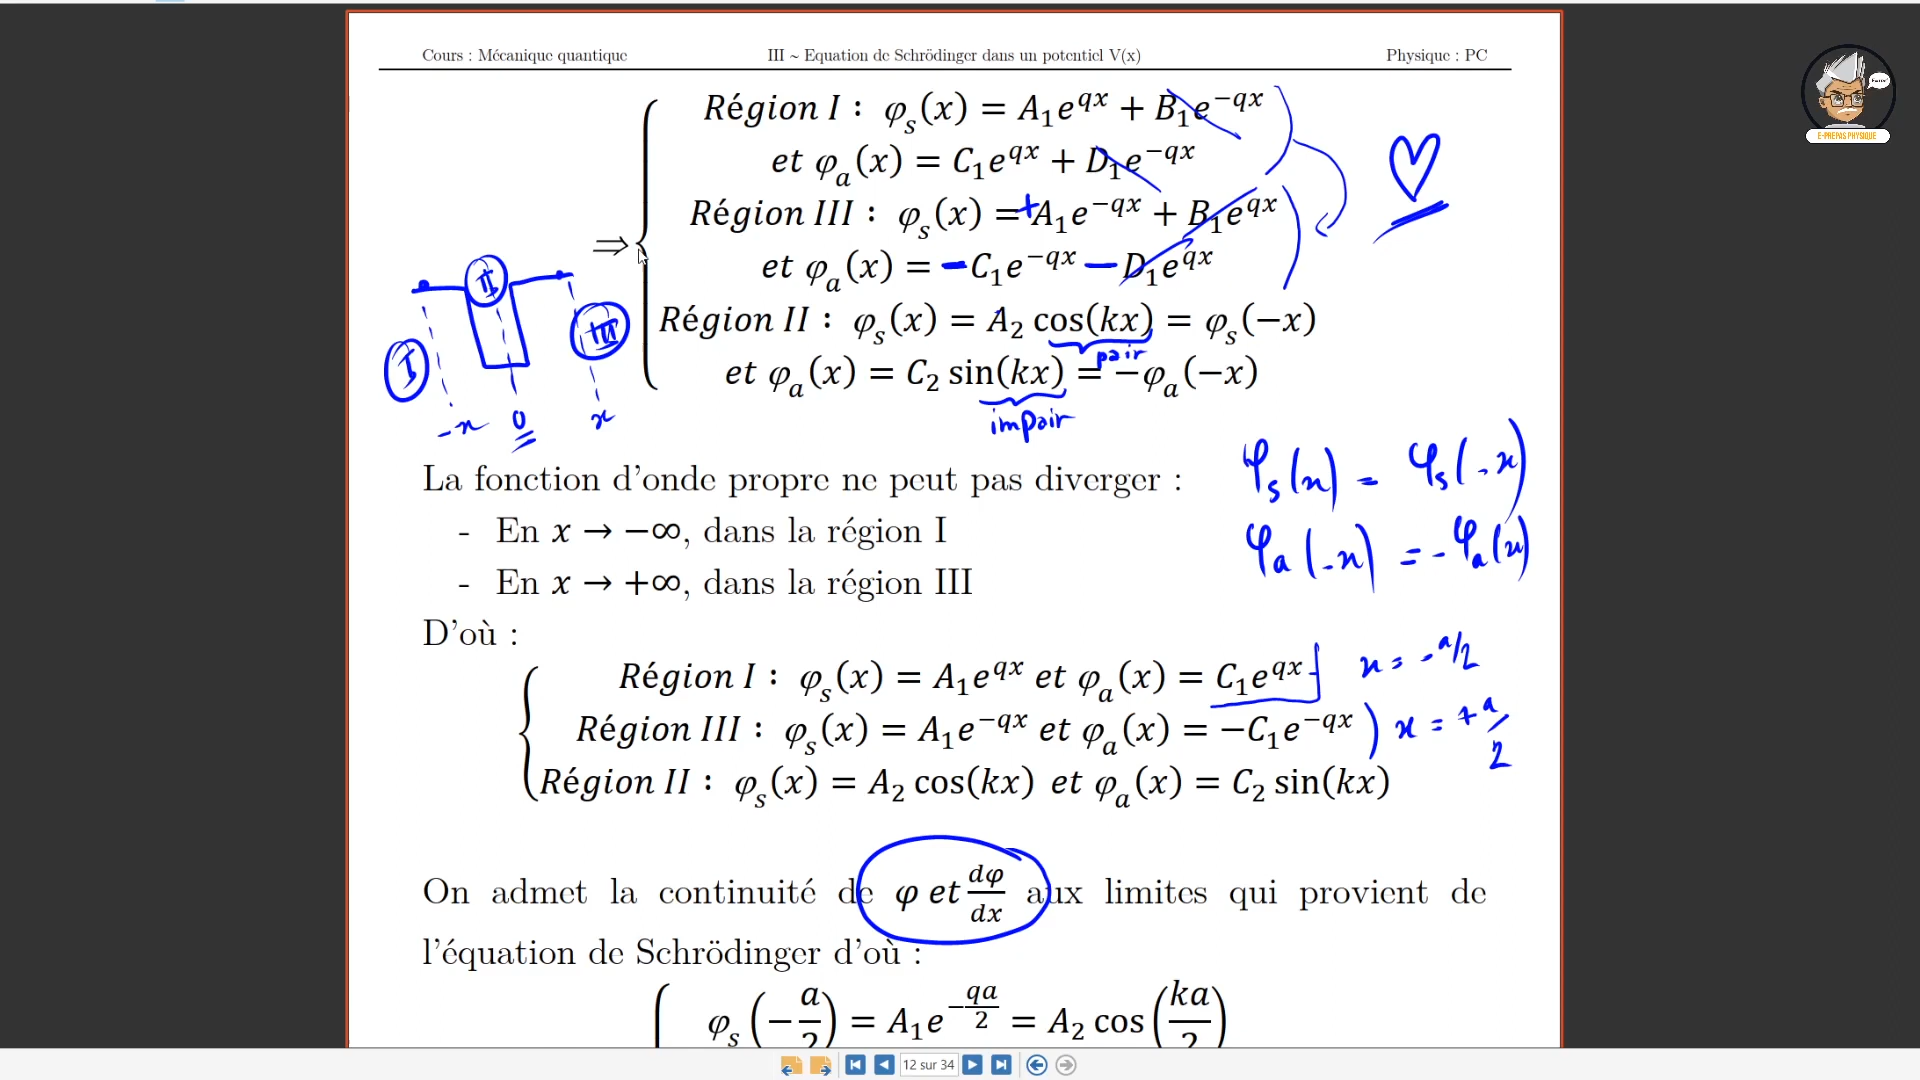 Cours : Mécanique quantique III ~ Equation de Schrödinger dans un potentiel V(x) Physique : PC
Région I : φₛ(x) = A₁e^{qx} + B₁e^{-qx}
et φₐ(x) = C₁e^{qx} + D₁e^{-qx}
Région III : φₛ(x) = +A₁e^{-qx} + B₁e^{qx}
⇒ et φₐ(x) = -C₁e^{-qx} - D₁e^{qx}
Région II : φₛ(x) = A₂ cos(kx) = φₛ(-x)
pair
et φₐ(x) = C₂ sin(kx) = -φₐ(-x)
impair
I
II
III
-x 0 x
La fonction d'onde propre ne peut pas diverger :
φₛ(x) = φₛ(-x)
- En x → -∞, dans la région I
φₐ(-x) = -φₐ(x)
- En x → +∞, dans la région III
D'où :
Région I : φₛ(x) = A₁e^{qx} et φₐ(x) = C₁e^{qx} x = -a/2
Région III : φₛ(x) = A₁e^{-qx} et φₐ(x) = -C₁e^{-qx} x = +a/2
Région II : φₛ(x) = A₂ cos(kx) et φₐ(x) = C₂ sin(kx)
On admet la continuité de φ et dφ/dx aux limites qui provient de
l'équation de Schrödinger d'où :
φₛ(-a/2) = A₁e^{-qa/2} = A₂ cos(ka/2)
12 sur 34
E-PREPAS PHYSIQUE